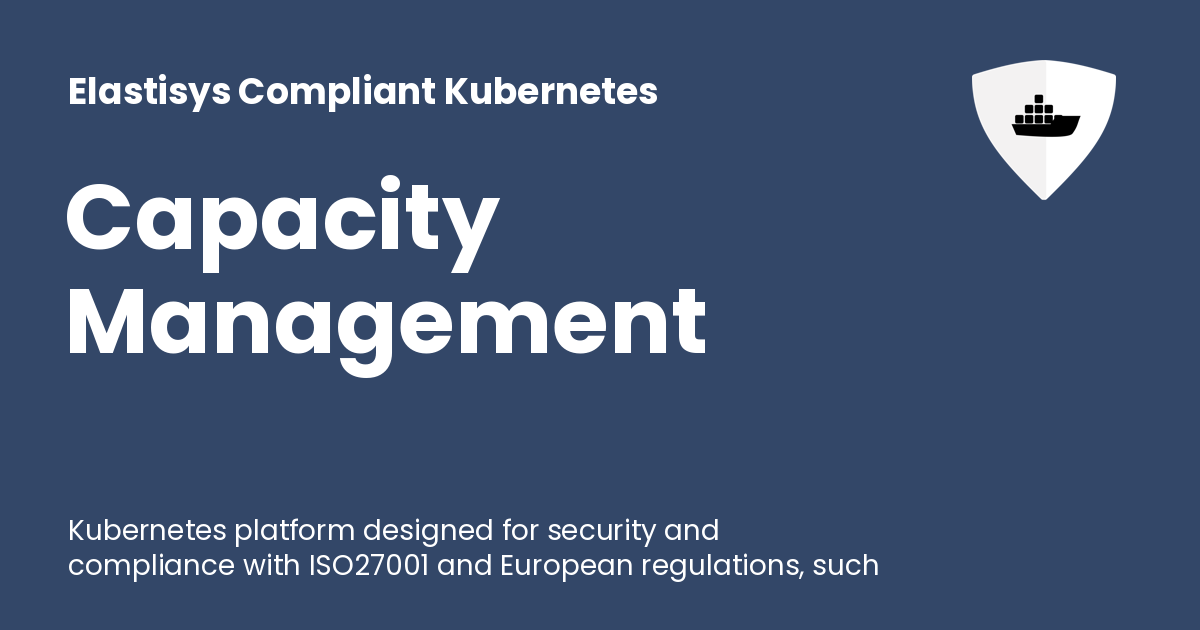 Elastisys Compliant Kubernetes
Capacity
Management
Kubernetes platform designed for security and
compliance with ISO27001 and European regulations, such